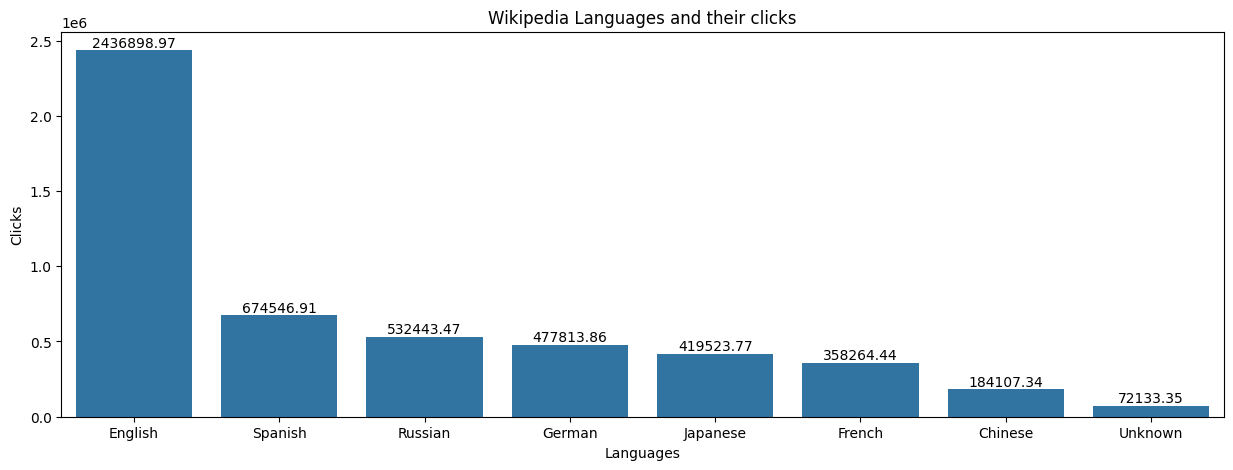 Wikipedia Languages and their clicks
1e6
2.5
2.0
1.5
1.0
0.5
0.0
Clicks
2436898.97
674546.91
532443.47
477813.86
419523.77
358264.44
184107.34
72133.35
English
Spanish
Russian
German
Japanese
French
Chinese
Unknown
Languages